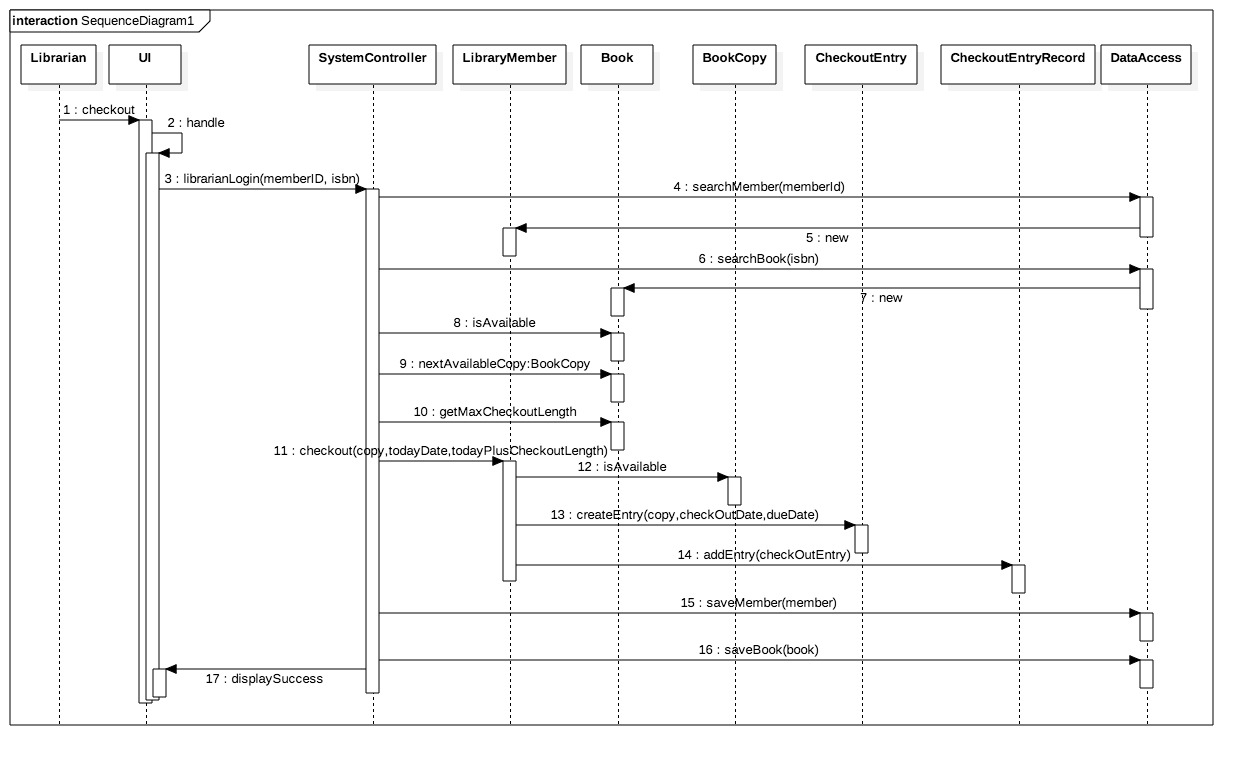 interaction SequenceDiagram1
Librarian
UI
SystemController
LibraryMember
Book
BookCopy
CheckoutEntry
CheckoutEntryRecord
DataAccess
1 : checkout
2 : handle
3 : librarianLogin(memberID, isbn)
4 : searchMember(memberId)
5 : new
6 : searchBook(isbn)
7 : new
8 : isAvailable
9 : nextAvailableCopy:BookCopy
10 : getMaxCheckoutLength
11 : checkout(copy,todayDate,todayPlusCheckoutLength)
12 : isAvailable
13 : createEntry(copy,checkOutDate,dueDate)
14 : addEntry(checkOutEntry)
15 : saveMember(member)
16 : saveBook(book)
17 : displaySuccess